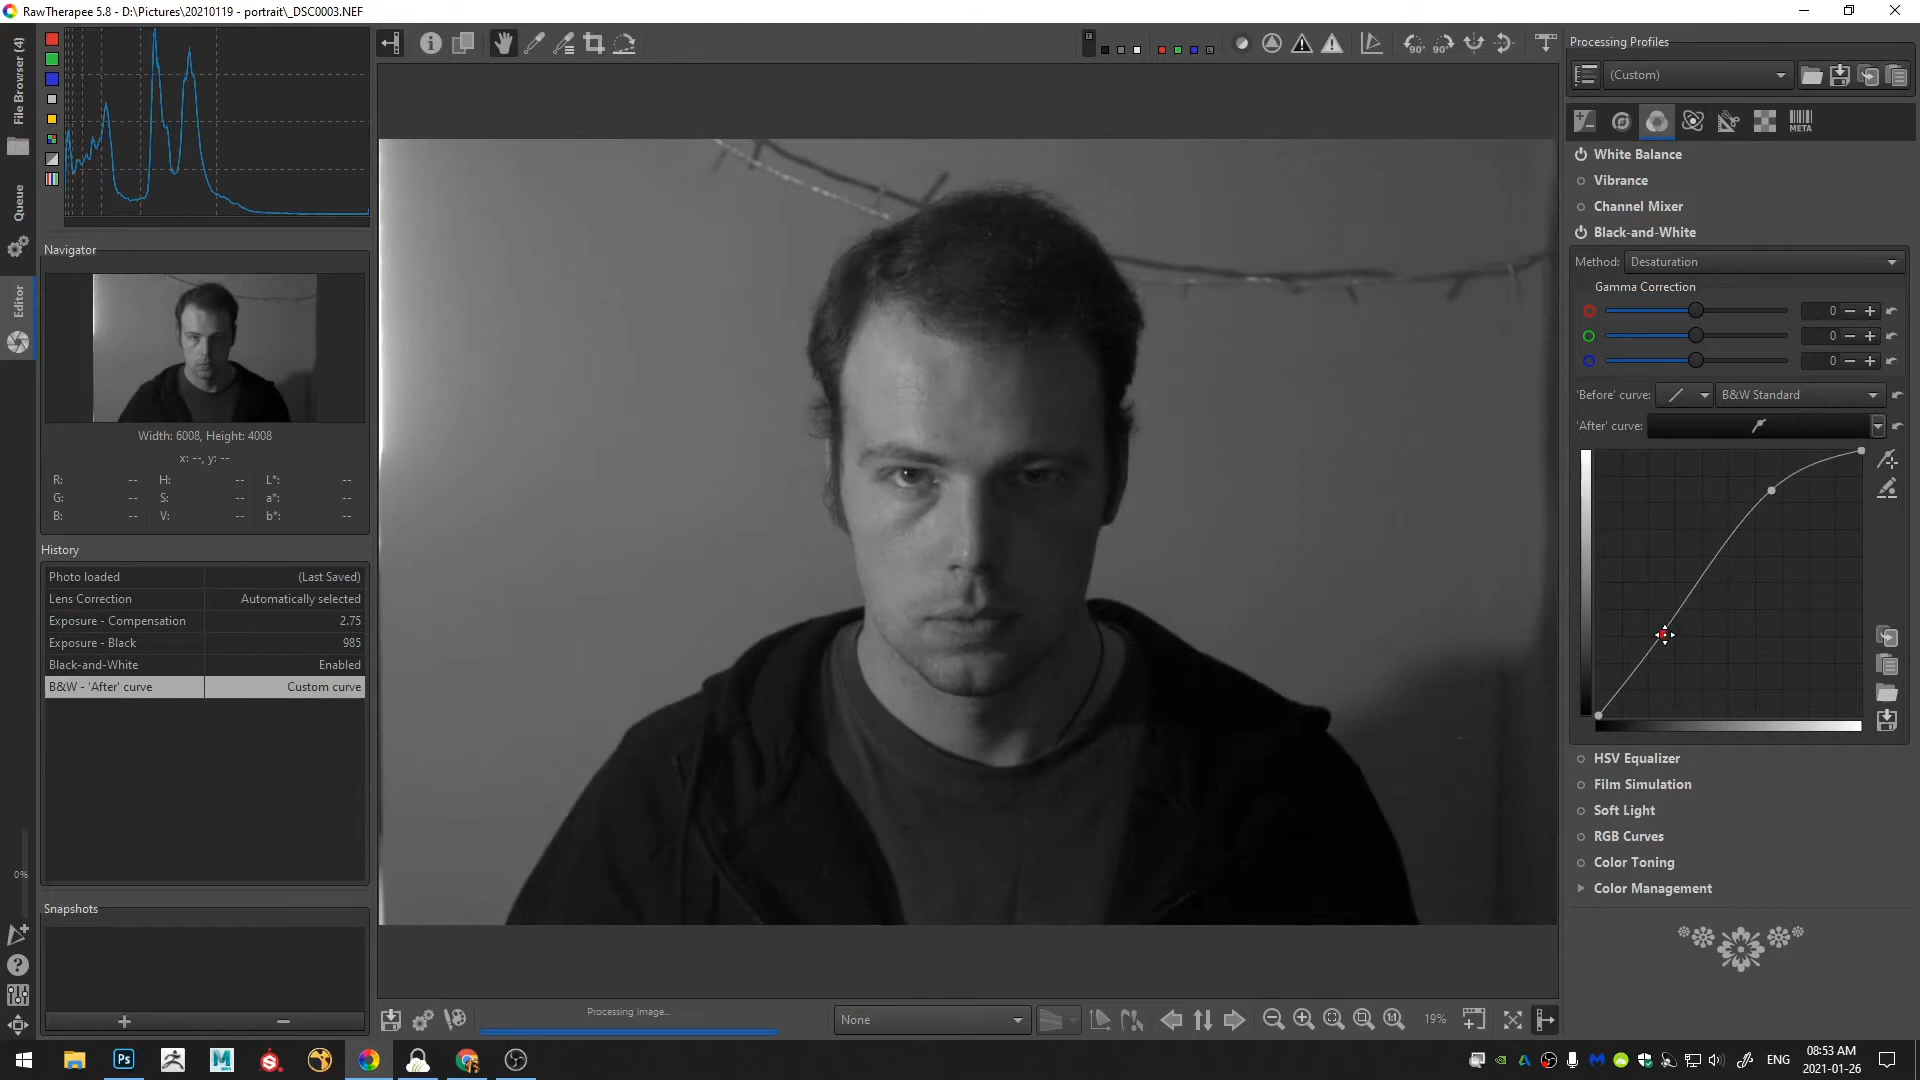 RawTherapee 5.8 - D:\Pictures\20210119 - portrait\_DSC0003.NEF
File Browser (4)
Queue
Editor
Navigator
Width: 6008, Height: 4008
x: --, y: --
R: -- H: -- L*: --
G: -- S: -- a*: --
B: -- V: -- b*: --
History
Photo loaded (Last Saved)
Lens Correction Automatically selected
Exposure - Compensation 2.75
Exposure - Black 985
Black-and-White Enabled
B&W - 'After' curve Custom curve
0%
Snapshots
Processing image...
None
1:1
19%
Processing Profiles
(Custom)
META
White Balance
Vibrance
Channel Mixer
Black-and-White
Method: Desaturation
Gamma Correction
0
0
0
'Before' curve: B&W Standard
'After' curve:
HSV Equalizer
Film Simulation
Soft Light
RGB Curves
Color Toning
Color Management
Ps
M
ENG
08:53 AM
2021-01-26